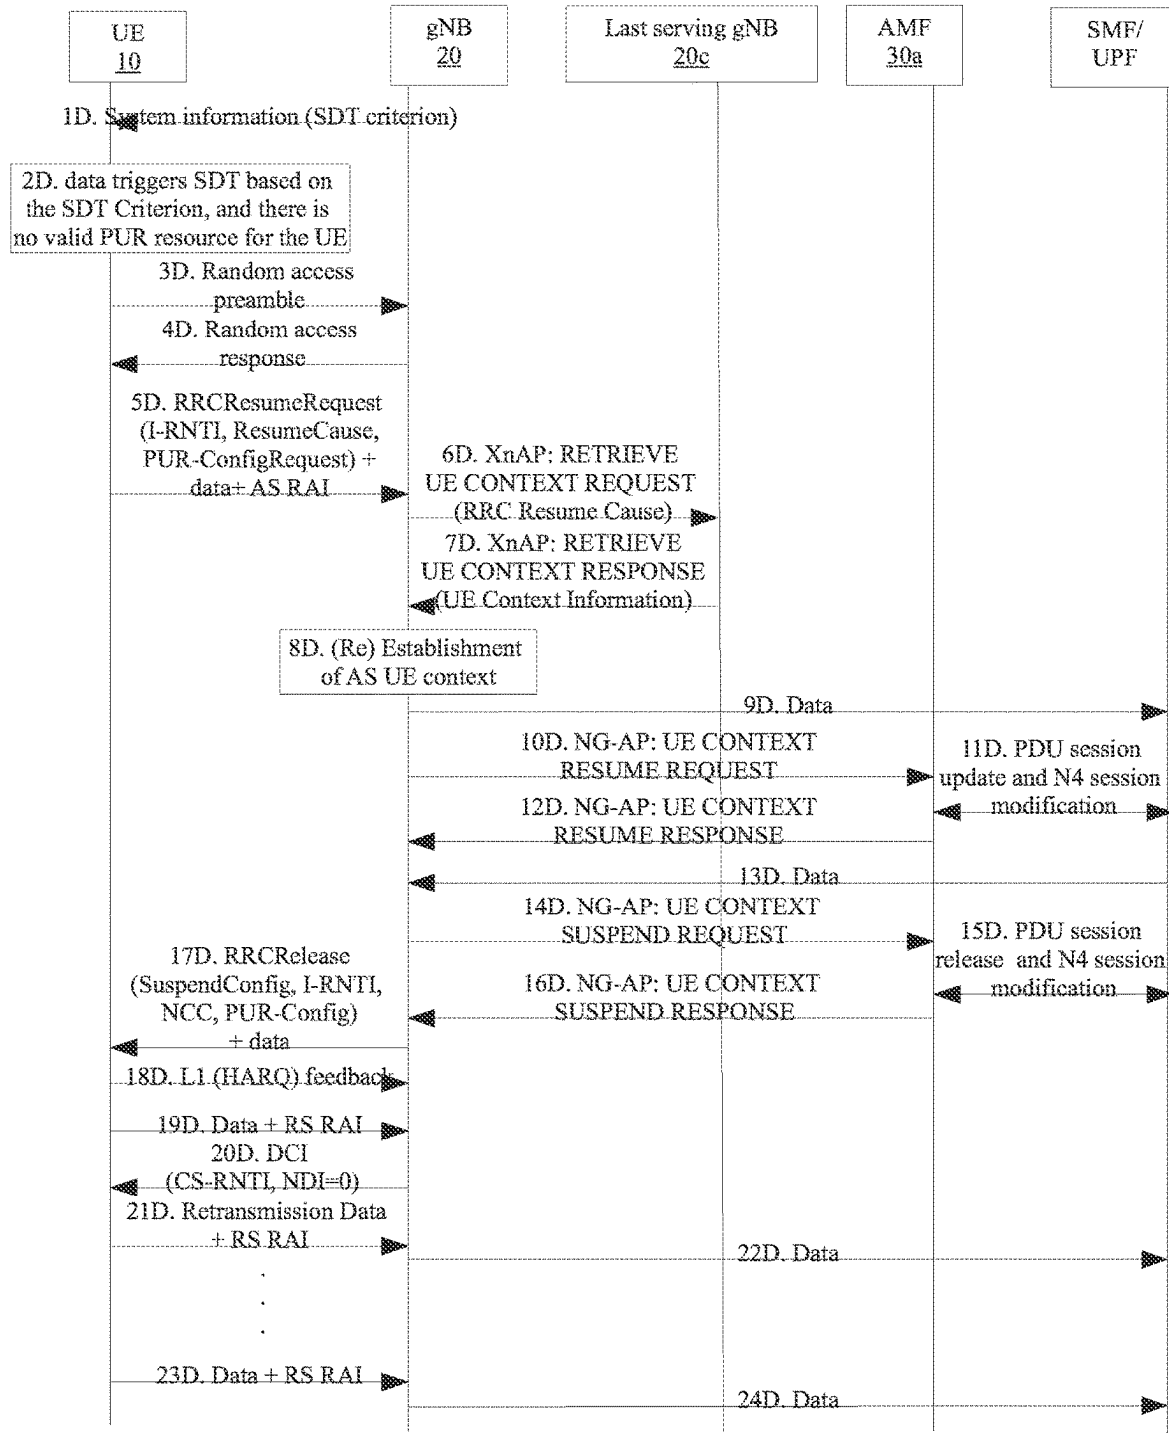 UE
10
gNB
20
Last serving gNB
20c
AMF
30a
SMF/
UPF
1D. System information (SDT criterion)
2D. data triggers SDT based on
the SDT Criterion, and there is
no valid PUR resource for the UE
3D. Random access
preamble
4D. Random access
response
5D. RRCResumeRequest
(I-RNTI, ResumeCause,
PUR-ConfigRequest) +
data+ AS RAI
6D. XnAP: RETRIEVE
UE CONTEXT REQUEST
(RRC Resume Cause)
7D. XnAP: RETRIEVE
UE CONTEXT RESPONSE
(UE Context Information)
8D. (Re) Establishment
of AS UE context
9D. Data
10D. NG-AP: UE CONTEXT
RESUME REQUEST
11D. PDU session
update and N4 session
modification
12D. NG-AP: UE CONTEXT
RESUME RESPONSE
13D. Data
14D. NG-AP: UE CONTEXT
SUSPEND REQUEST
15D. PDU session
release and N4 session
modification
16D. NG-AP: UE CONTEXT
SUSPEND RESPONSE
17D. RRCRelease
(SuspendConfig, I-RNTI,
NCC, PUR-Config)
+ data
18D. L1 (HARQ) feedback
19D. Data + RS RAI
20D. DCI
(CS-RNTI, NDI=0)
21D. Retransmission Data
+ RS RAI
22D. Data
23D. Data + RS RAI
24D. Data